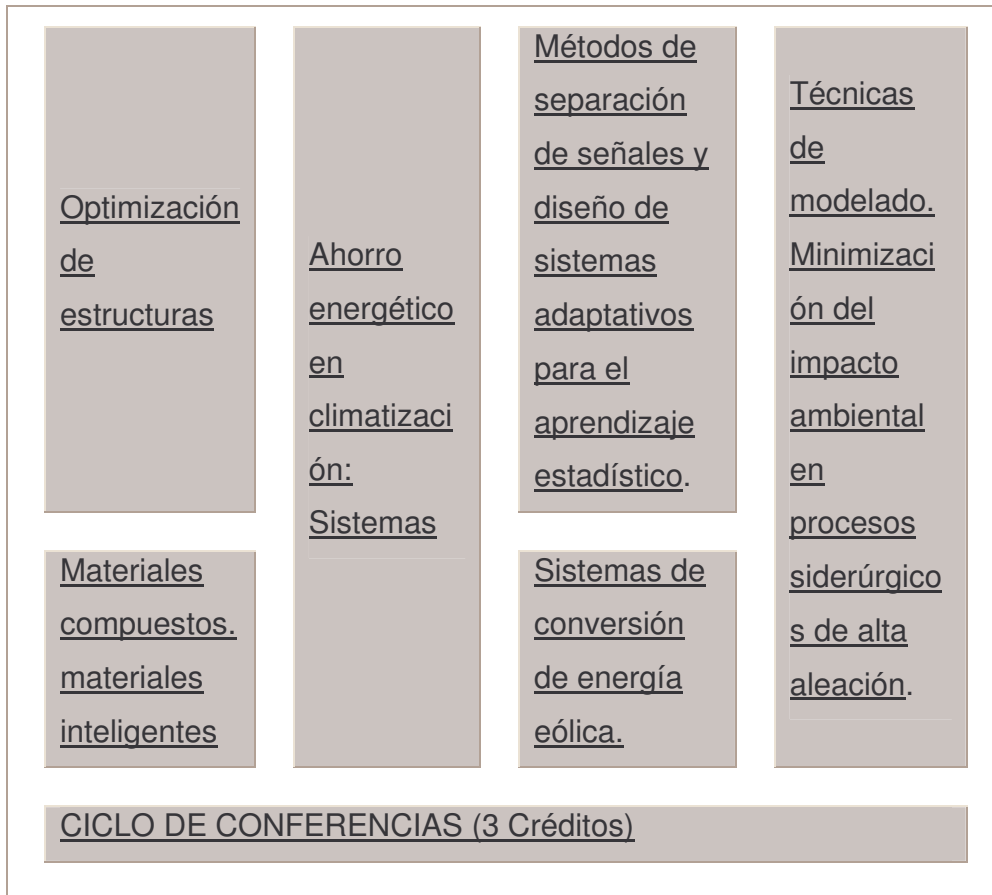 Optimización
de
estructuras
Ahorro
energético
en
climatizaci
ón:
Sistemas
Métodos de
separación
de señales y
diseño de
sistemas
adaptativos
para el
aprendizaje
estadístico.
Técnicas
de
modelado.
Minimizaci
ón del
impacto
ambiental
en
procesos
siderúrgico
s de alta
aleación.
Materiales
compuestos.
materiales
inteligentes
Sistemas de
conversión
de energía
eólica.
CICLO DE CONFERENCIAS (3 Créditos)